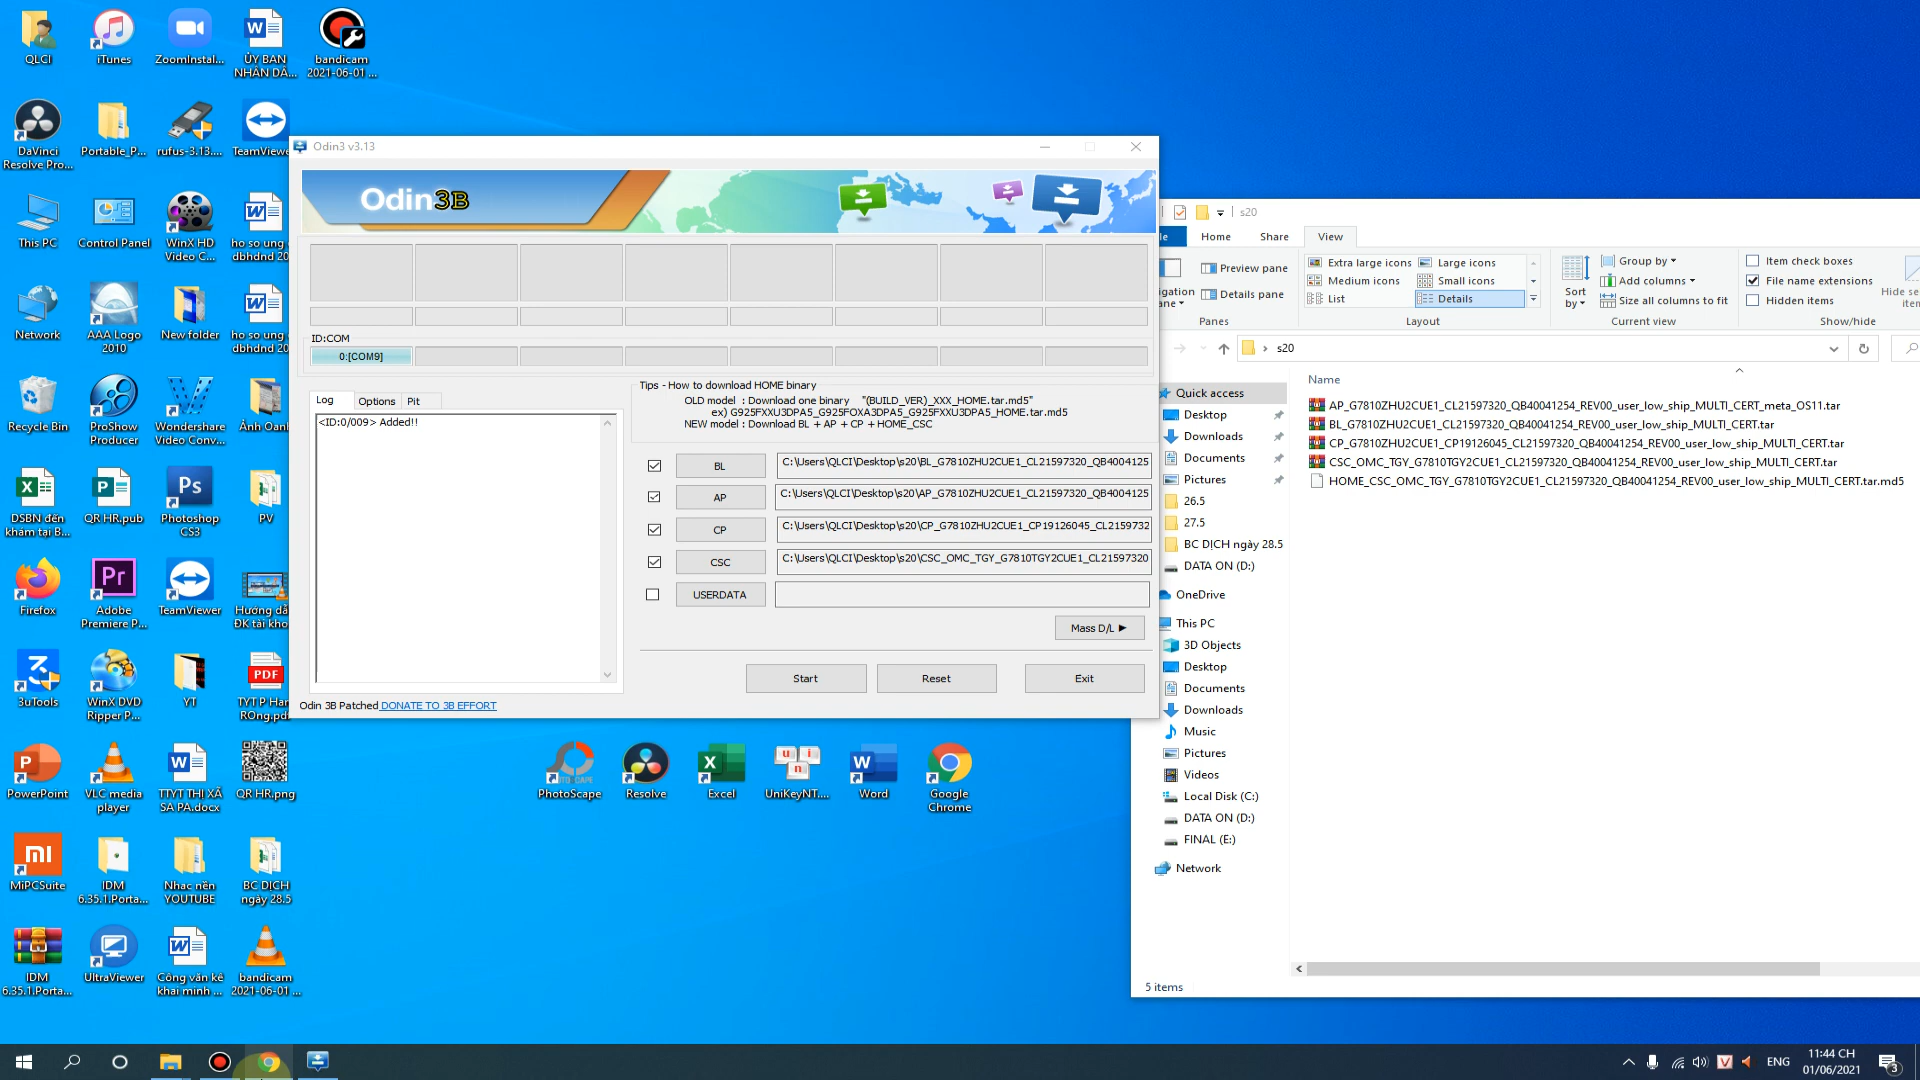 QLCI
iTunes
ZoomInstal...
ỦY BAN
NHÂN DÂ...
bandicam
2021-06-01 ...
DaVinci
Resolve Pro...
Portable_P...
rufus-3.13....
TeamViewe
This PC
Control Panel
WinX HD
Video C...
ho so ung
dbhdnd 20
Network
AAA Logo
2010
New folder
ho so ung
dbhdnd 20
Recycle Bin
ProShow
Producer
Wondershare
Video Conv...
Ảnh Oanh
DSBN đến
khám tại B...
QR HR.pub
Photoshop
CS3
PV
Firefox
Adobe
Premiere P...
TeamViewer
Hướng dẫ
ĐK tài kho
3uTools
WinX DVD
Ripper P...
YT
PDF
TYT P Ham
ROng.pdf
PowerPoint
VLC media
player
TTYT THỊ XÃ
SA PA.docx
QR HR.png
MiPCSuite
IDM
6.35.1.Porta...
Nhac nền
YOUTUBE
BC DỊCH
ngày 28.5
IDM
6.35.1.Porta...
UltraViewer
Công văn kê
khai minh ...
bandicam
2021-06-01 ...
PhotoScape
Resolve
Excel
UniKeyNT....
Word
Google
Chrome
Odin3 v3.13
Odin3B
ID:COM
0:[COM9]
Log
Options
Pit
<ID:0/009> Added!!
Tips - How to download HOME binary
OLD model : Download one binary "(BUILD_VER)_XXX_HOME.tar.md5"
ex) G925FXXU3DPA5_G925FOXA3DPA5_G925FXXU3DPA5_HOME.tar.md5
NEW model : Download BL + AP + CP + HOME_CSC
BL
C:\Users\QLCI\Desktop\s20\BL_G7810ZHU2CUE1_CL21597320_QB4004125
AP
C:\Users\QLCI\Desktop\s20\AP_G7810ZHU2CUE1_CL21597320_QB4004125
CP
C:\Users\QLCI\Desktop\s20\CP_G7810ZHU2CUE1_CP19126045_CL2159732
CSC
C:\Users\QLCI\Desktop\s20\CSC_OMC_TGY_G7810TGY2CUE1_CL21597320
USERDATA
Mass D/L ►
Start
Reset
Exit
Odin 3B Patched DONATE TO 3B EFFORT
s20
Home
Share
View
Preview pane
Details pane
Panes
Extra large icons
Large icons
Medium icons
Small icons
List
Details
Layout
Sort
by
Group by
Add columns
Size all columns to fit
Current view
Item check boxes
File name extensions
Hidden items
Hide se
Show/hide
s20
Quick access
Desktop
Downloads
Documents
Pictures
26.5
27.5
BC DỊCH ngày 28.5
DATA ON (D:)
OneDrive
This PC
3D Objects
Desktop
Documents
Downloads
Music
Pictures
Videos
Local Disk (C:)
DATA ON (D:)
FINAL (E:)
Network
Name
AP_G7810ZHU2CUE1_CL21597320_QB40041254_REV00_user_low_ship_MULTI_CERT_meta_OS11.tar
BL_G7810ZHU2CUE1_CL21597320_QB40041254_REV00_user_low_ship_MULTI_CERT.tar
CP_G7810ZHU2CUE1_CP19126045_CL21597320_QB40041254_REV00_user_low_ship_MULTI_CERT.tar
CSC_OMC_TGY_G7810TGY2CUE1_CL21597320_QB40041254_REV00_user_low_ship_MULTI_CERT.tar
HOME_CSC_OMC_TGY_G7810TGY2CUE1_CL21597320_QB40041254_REV00_user_low_ship_MULTI_CERT.tar.md5
5 items
ENG
11:44 CH
01/06/2021
3